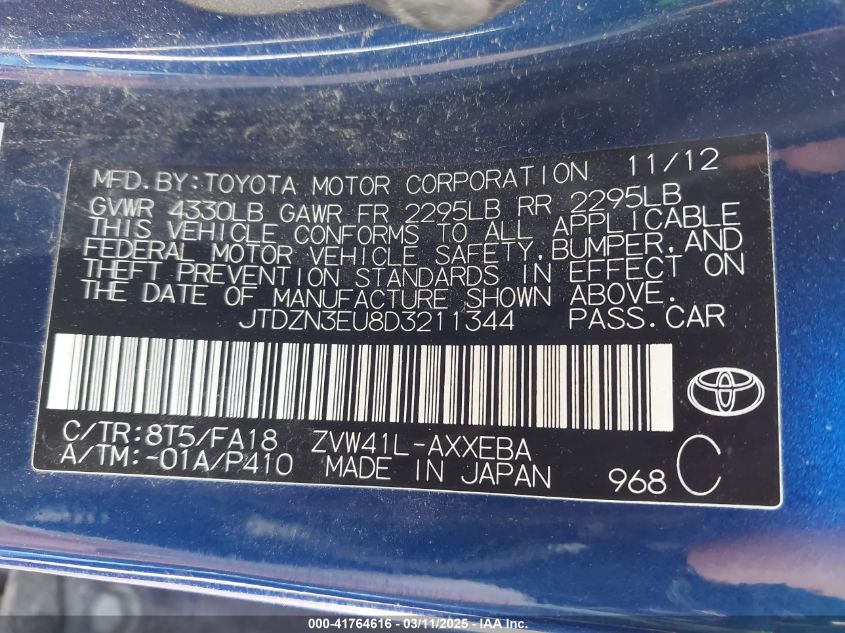 MFD.BY:TOYOTA MOTOR CORPORATION 11/12
GVWR 4330LB GAWR FR 2295LB RR 2295LB
THIS VEHICLE CONFORMS TO ALL APPLICABLE
FEDERAL MOTOR VEHICLE SAFETY,BUMPER,AND
THEFT PREVENTION STANDARDS IN EFFECT ON
THE DATE OF MANUFACTURE SHOWN ABOVE.
JTDZN3EU8D3211344 PASS.CAR
C/TR:8T5/FA18 ZVW41L-AXXEBA
A/TM:-01A/P410 MADE IN JAPAN 968 C
000-41764616 - 03/11/2025 - IAA, Inc.